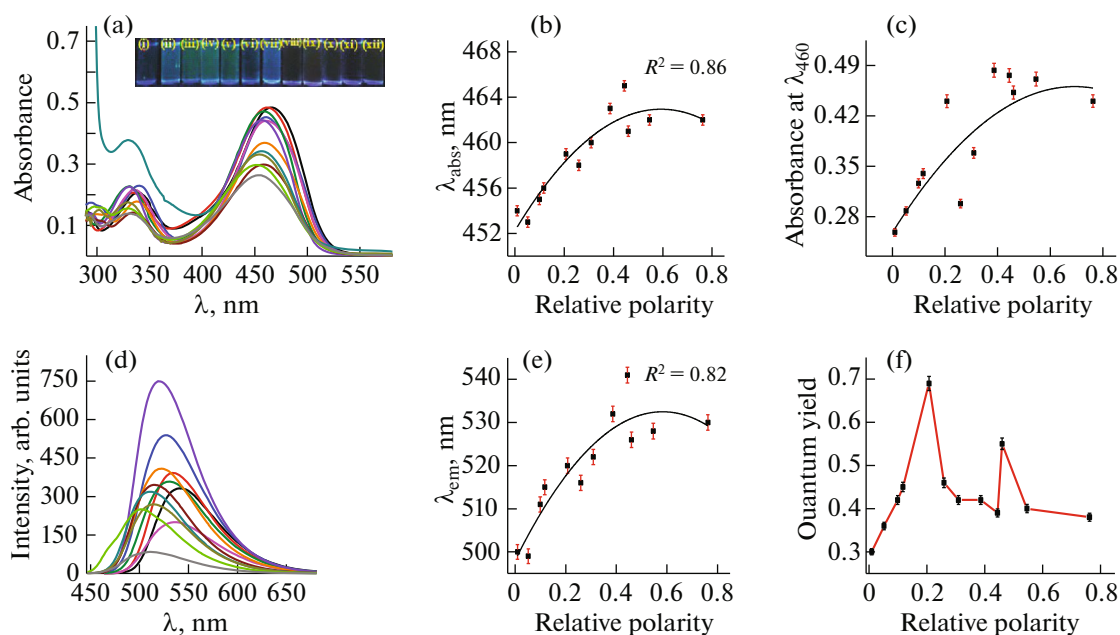 (a)
0.7
0.5
0.3
0.1
Absorbance
300
400
500
λ, nm
(i) (ii) (iii) (iv) (v) (vi) (vii) (viii) (ix) (x) (xi) (xii)
(b)
468
464
460
456
452
λabs, nm
R² = 0.86
0
0.2
0.4
0.6
0.8
Relative polarity
(c)
0.49
0.42
0.35
0.28
Absorbance at λ460
0
0.2
0.4
0.6
0.8
Relative polarity
(d)
750
600
450
300
150
0
Intensity, arb. units
450
500
550
600
650
λ, nm
(e)
540
530
520
510
500
λem, nm
R² = 0.82
0
0.2
0.4
0.6
0.8
Relative polarity
(f)
0.7
0.6
0.5
0.4
0.3
Quantum yield
0
0.2
0.4
0.6
0.8
Relative polarity